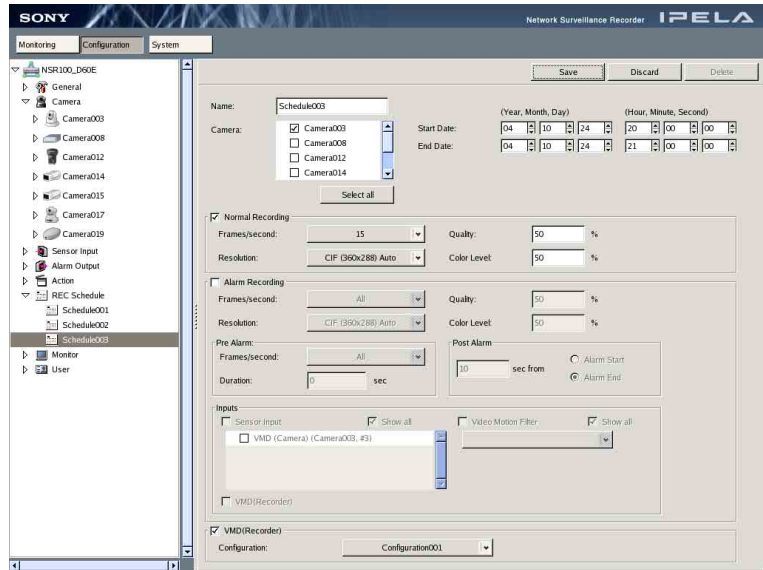 SONY
Network Surveillance Recorder IPELA
Monitoring Configuration System
NSR100_D60E
General
Camera
Camera003
Camera008
Camera012
Camera014
Camera015
Camera017
Camera019
Sensor Input
Alarm Output
Action
REC Schedule
Schedule001
Schedule002
Schedule003
Monitor
User
Save Discard Delete
Name: Schedule003
(Year, Month, Day) (Hour, Minute, Second)
Camera: Camera003 Start Date: 04 10 24 20 00 00
Camera008 End Date: 04 10 24 21 00 00
Camera012
Camera014
Select all
Normal Recording
Frames/second: 15 Quality: 50 %
Resolution: CIF (360x288) Auto Color Level: 50 %
Alarm Recording
Frames/second: All Quality: 50 %
Resolution: CIF (360x288) Auto Color Level: 50 %
Pre Alarm:
Frames/second: All
Duration: 0 sec
Post Alarm
10 sec from Alarm Start
Alarm End
Inputs
Sensor input Show all Video Motion Filter Show all
VMD (Camera) (Camera003, #3)
VMD(Recorder)
VMD(Recorder)
Configuration: Configuration001